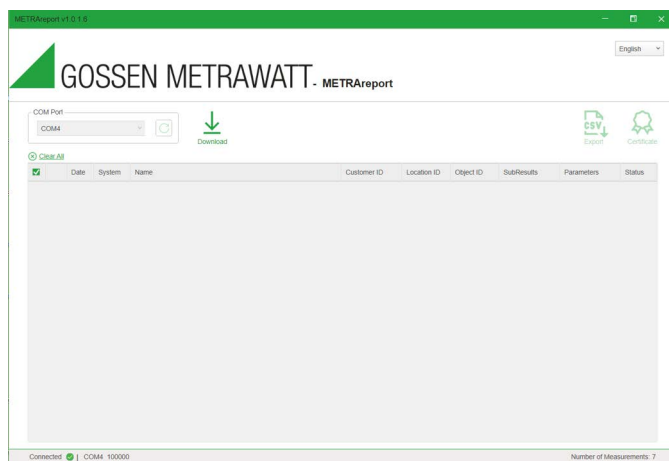 METRAreport v1.0.1.6
English
GOSSEN METRAWATT - METRAreport
COM Port
COM4
Download
CSV
Export
Certificate
Clear All
Date System Name Customer ID Location ID Object ID SubResults Parameters Status
Connected | COM4 100000
Number of Measurements: 7